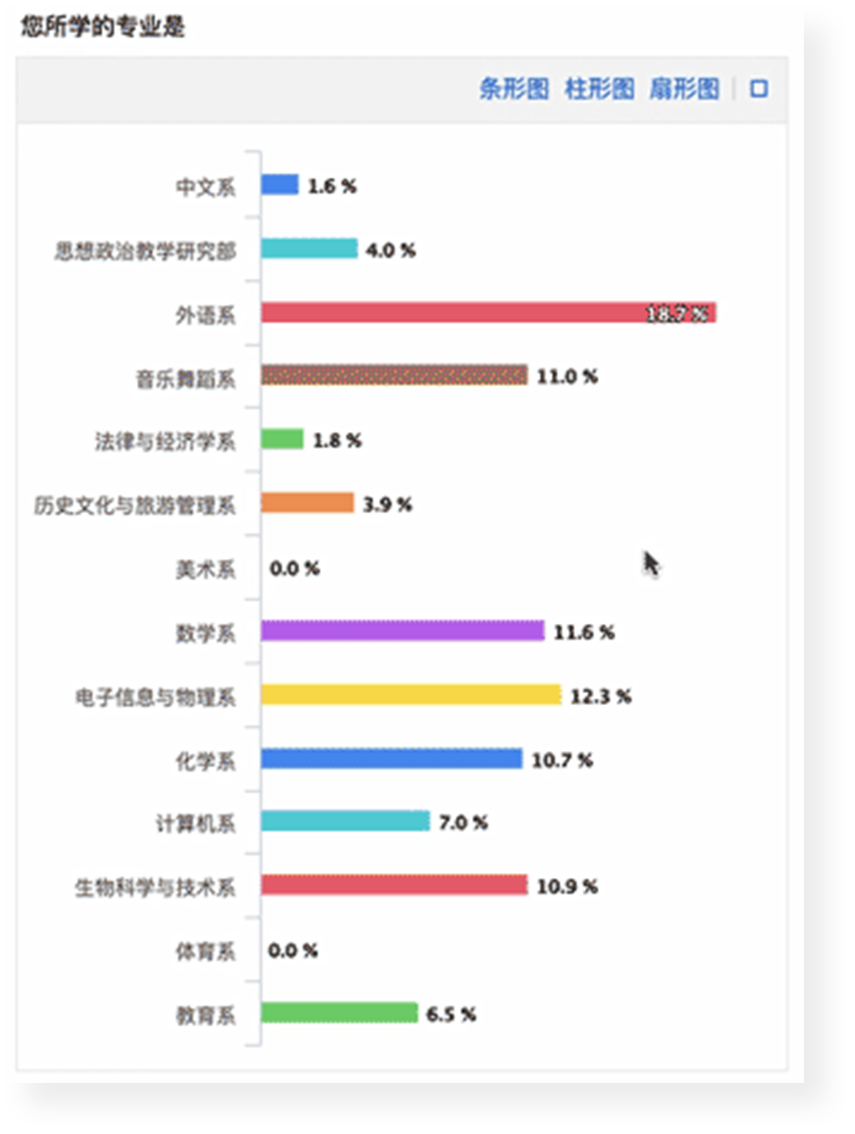 您所学的专业是
条形图 柱形图 扇形图
中文系 1.6 %
思想政治教学研究部 4.0 %
外语系 18.7 %
音乐舞蹈系 11.0 %
法律与经济学系 1.8 %
历史文化与旅游管理系 3.9 %
美术系 0.0 %
数学系 11.6 %
电子信息与物理系 12.3 %
化学系 10.7 %
计算机系 7.0 %
生物科学与技术系 10.9 %
体育系 0.0 %
教育系 6.5 %